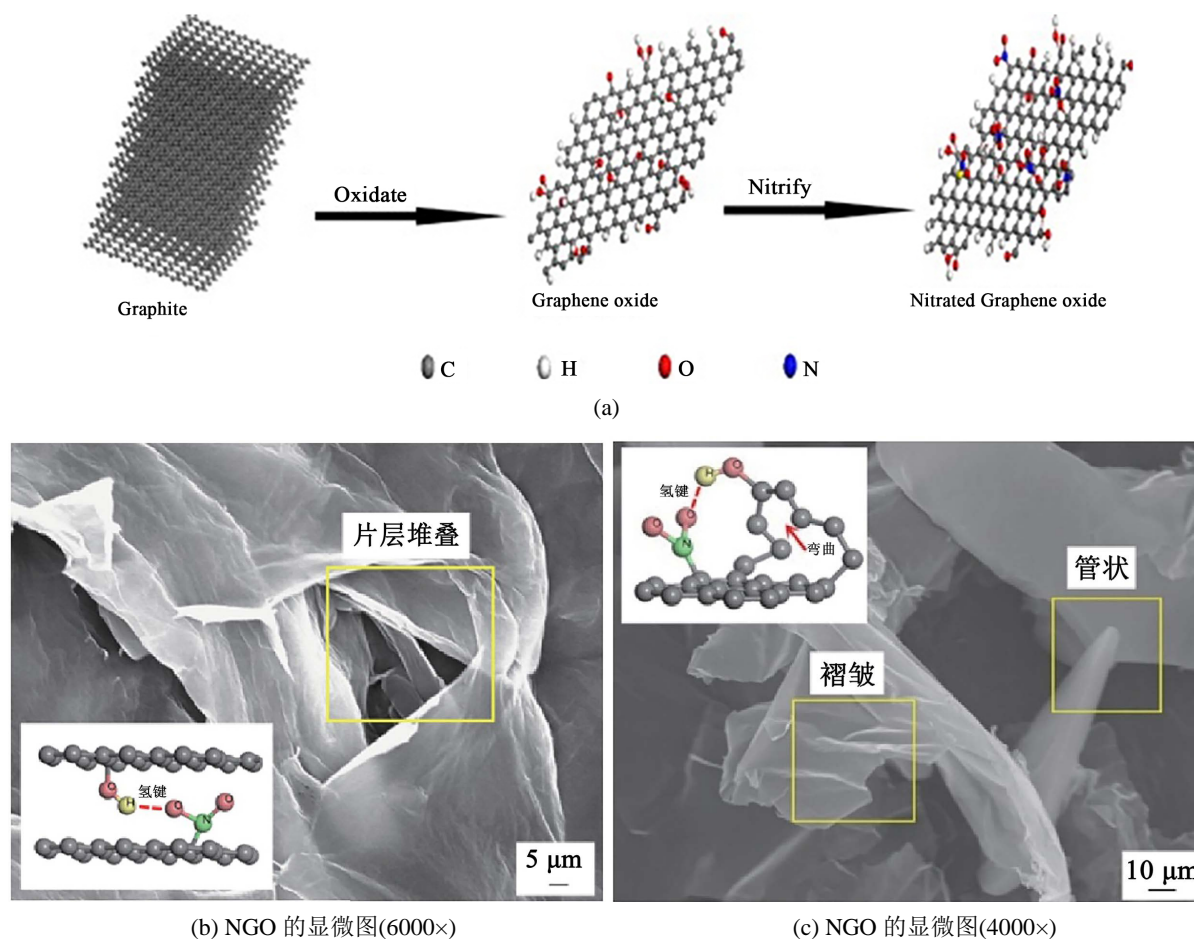 Oxidate
Nitrify
Graphite
Graphene oxide
Nitrated Graphene oxide
C H O N
(a)
片层堆叠
O
H
氢键
O
N
O
5 μm
H
O
氢键
O
O
N
弯曲
管状
褶皱
10 μm
(b) NGO 的显微图(6000×)
(c) NGO 的显微图(4000×)